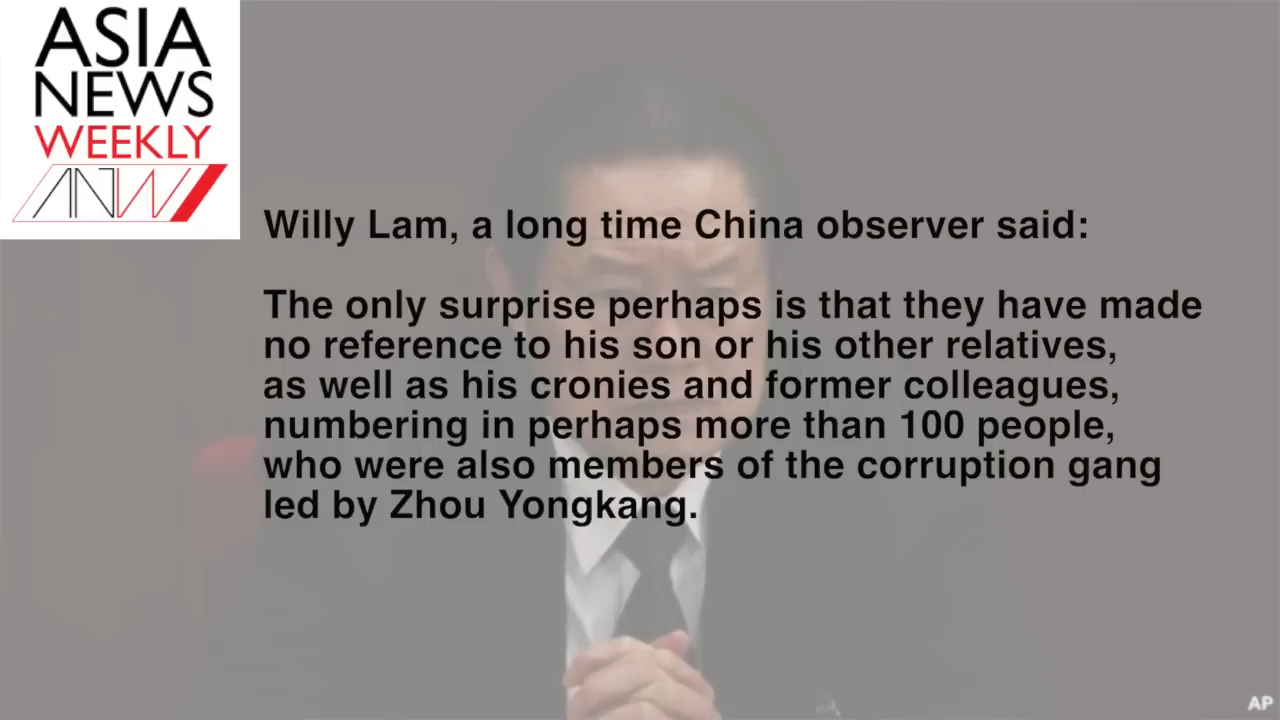 ASIA
NEWS
WEEKLY
ANW
Willy Lam, a long time China observer said:
The only surprise perhaps is that they have made
no reference to his son or his other relatives,
as well as his cronies and former colleagues,
numbering in perhaps more than 100 people,
who were also members of the corruption gang
led by Zhou Yongkang.
AP